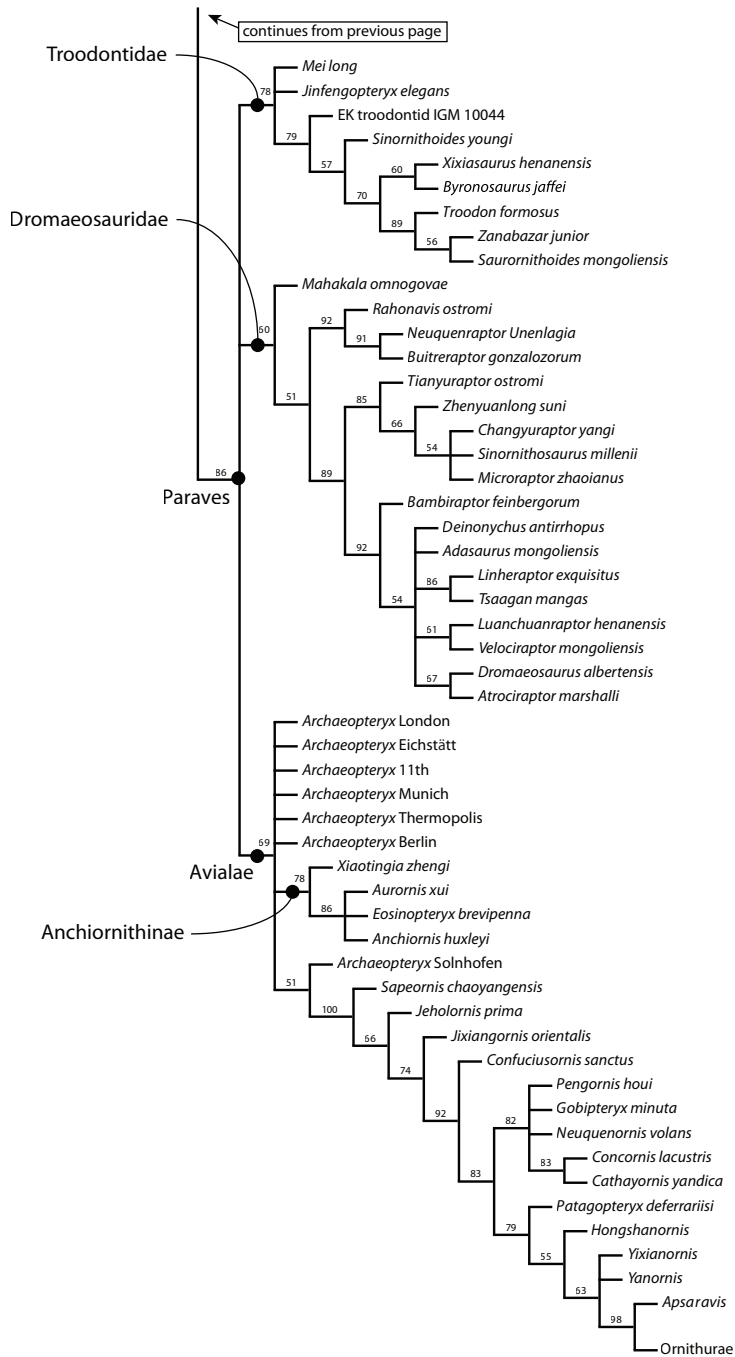 continues from previous page
Troodontidae
Mei long
78
Jinfengopteryx elegans
EK troodontid IGM 10044
79
Sinornithoides youngi
57
Xixiasaurus henanensis
60
Byronosaurus jaffei
70
Troodon formosus
Dromaeosauridae
89
Zanabazar junior
56
Saurornithoides mongoliensis
Mahakala omnogovae
Rahonavis ostromi
92
60
Neuquenraptor Unenlagia
91
Buitreraptor gonzalozorum
Tianyuraptor ostromi
51
85
Zhenyuanlong suni
66
Changyuraptor yangi
54
Sinornithosaurus millenii
89
86
Microraptor zhaoianus
Paraves
Bambiraptor feinbergorum
Deinonychus antirrhopus
92
Adasaurus mongoliensis
Linheraptor exquisitus
86
Tsaagan mangas
54
Luanchuanraptor henanensis
61
Velociraptor mongoliensis
Dromaeosaurus albertensis
67
Atrociraptor marshalli
Archaeopteryx London
Archaeopteryx Eichstätt
Archaeopteryx 11th
Archaeopteryx Munich
Archaeopteryx Thermopolis
Archaeopteryx Berlin
69
Avialae
Xiaotingia zhengi
78
Aurornis xui
86
Eosinopteryx brevipenna
Anchiornithinae
Anchiornis huxleyi
Archaeopteryx Solnhofen
51
Sapeornis chaoyangensis
100
Jeholornis prima
66
Jixiangornis orientalis
74
Confuciusornis sanctus
Pengornis houi
92
Gobipteryx minuta
82
Neuquenornis volans
Concornis lacustris
83
83
Cathayornis yandica
Patagopteryx deferrariisi
79
Hongshanornis
Yixianornis
55
Yanornis
63
Apsaravis
98
Ornithurae